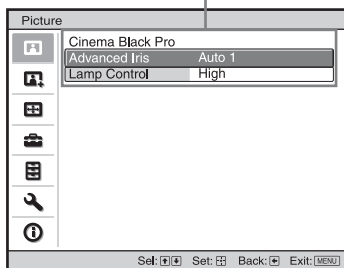 Picture
Cinema Black Pro
Advanced Iris Auto 1
Lamp Control High
Sel: Set: Back: Exit: MENU